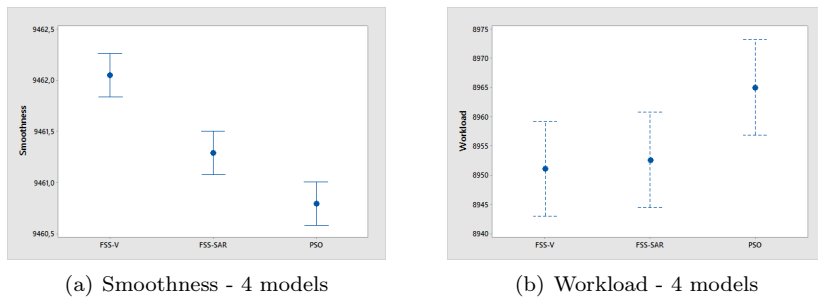 9462,5
9462,0
9461,5
9461,0
9460,5
Smoothness
FSS-V FSS-SAR PSO
(a) Smoothness - 4 models
8975
8970
8965
8960
8955
8950
8945
8940
Workload
FSS-V FSS-SAR PSO
(b) Workload - 4 models